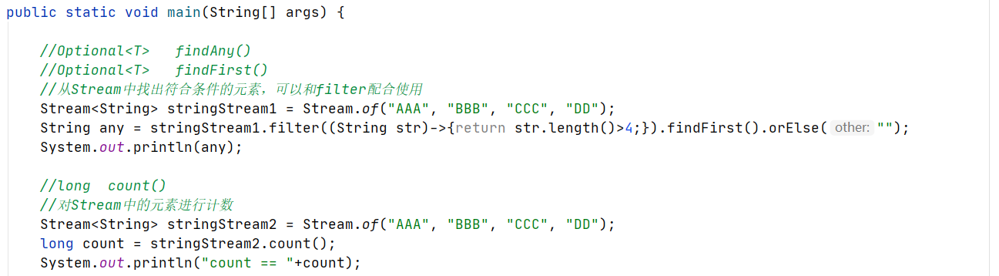 public static void main(String[] args) {
//Optional<T>   findAny()
//Optional<T>   findFirst()
//从Stream中找出符合条件的元素，可以和filter配合使用
Stream<String> stringStream1 = Stream.of("AAA", "BBB", "CCC", "DD");
String any = stringStream1.filter((String str)->{return str.length()>4;}).findFirst().orElse( other: "");
System.out.println(any);
//long  count()
//对Stream中的元素进行计数
Stream<String> stringStream2 = Stream.of("AAA", "BBB", "CCC", "DD");
long count = stringStream2.count();
System.out.println("count == "+count);